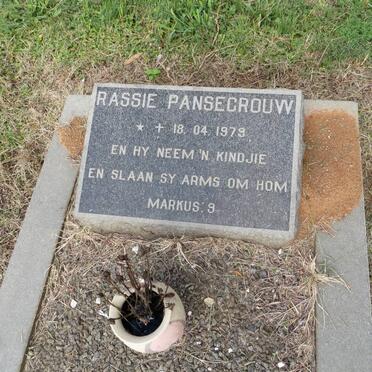 RASSIE PANSEGROUW
* + 18.04.1979
EN HY NEEM 'N KINDJIE
EN SLAAN SY ARMS OM HOM
MARKUS 9